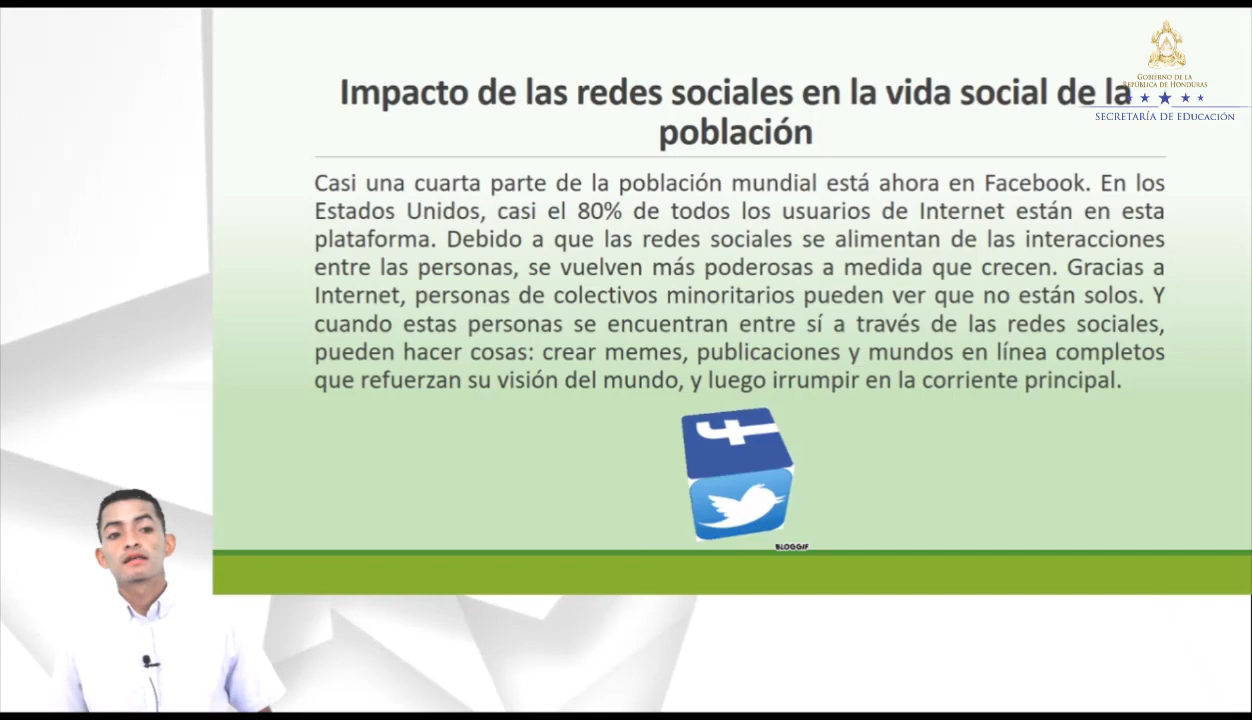 Impacto de las redes sociales en la vida social de la
población
GOBIERNO DE LA
REPÚBLICA DE HONDURAS
SECRETARÍA DE EDUCACIÓN
Casi una cuarta parte de la población mundial está ahora en Facebook. En los
Estados Unidos, casi el 80% de todos los usuarios de Internet están en esta
plataforma. Debido a que las redes sociales se alimentan de las interacciones
entre las personas, se vuelven más poderosas a medida que crecen. Gracias a
Internet, personas de colectivos minoritarios pueden ver que no están solos. Y
cuando estas personas se encuentran entre sí a través de las redes sociales,
pueden hacer cosas: crear memes, publicaciones y mundos en línea completos
que refuerzan su visión del mundo, y luego irrumpir en la corriente principal.
f
BLOGGIF